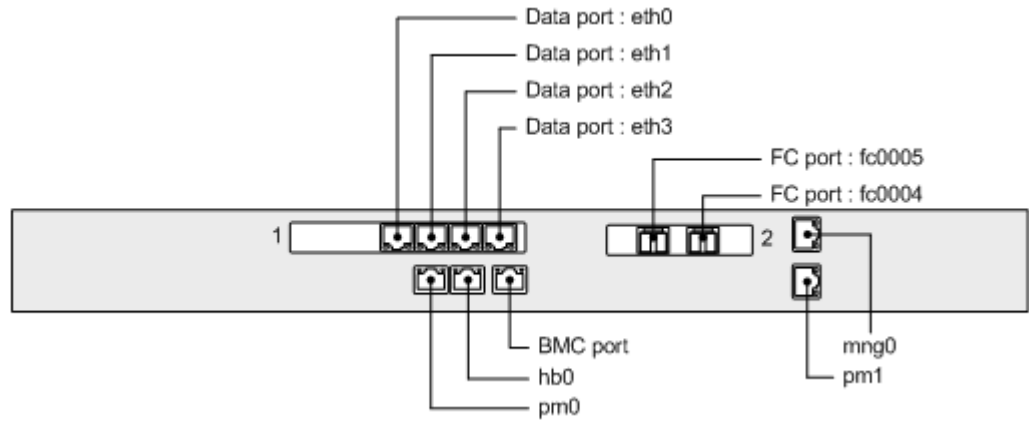 Data port : eth0
Data port : eth1
Data port : eth2
Data port : eth3
FC port : fc0005
FC port : fc0004
1
2
BMC port
hb0
pm0
mng0
pm1